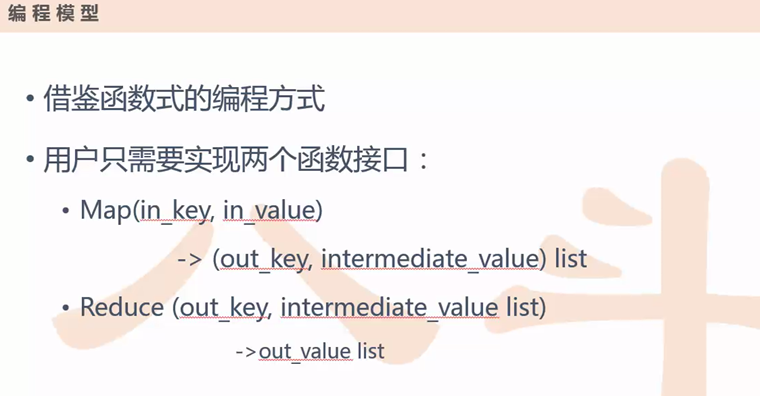 编程模型
• 借鉴函数式的编程方式
• 用户只需要实现两个函数接口：
• Map(in_key, in_value)
-> (out_key, intermediate_value) list
• Reduce (out_key, intermediate_value list)
->out_value list
八斗